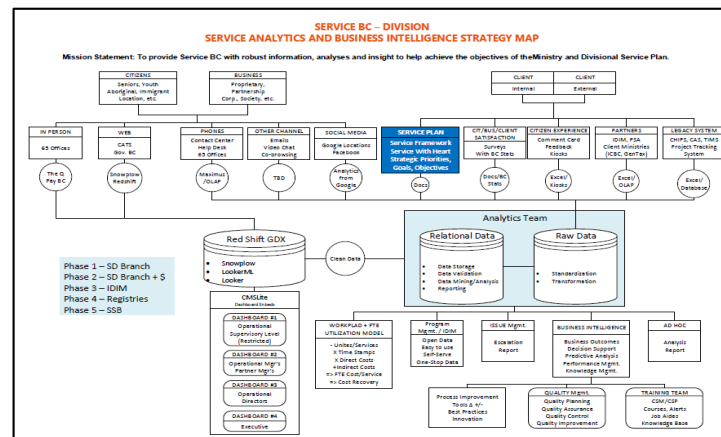 SERVICE BC – DIVISION
SERVICE ANALYTICS AND BUSINESS INTELLIGENCE STRATEGY MAP
Mission Statement: To provide Service BC with robust information, analyses and insight to help achieve the objectives of theMinistry and Divisional Service Plan.
CITIZENS
Seniors, Youth
Aboriginal, Immigrant
Location, etc.
BUSINESS
Proprietary,
Partnership
Corp., Society, etc.
CLIENT
Internal
CLIENT
External
IN PERSON
65 Offices
WEB
CATS
Gov. BC
PHONES
Contact Center
Help Desk
65 Offices
OTHER CHANNEL
Emails
Video Chat
Co-browsing
SOCIAL MEDIA
Google Locations
Facebook
SERVICE PLAN
Service Framework
Service With Heart
Strategic Priorities,
Goals, Objectives
CIT/BUS/CLIENT
SATISFACTION
Surveys
With BC Stats
CITIZEN EXPERIENCE
Comment Card
Feedback
Kiosks
PARTNERS
IDIM, PSA
Client Ministries
(ICBC, GenTax)
LEGACY SYSTEM
CHIPS, CAS, TIMS
Project Tracking
System
The Q
Pay BC
Snowplow
Redshift
Maximus
/OLAP
TBD
Analytics
from
Google
Docs
Docs/BC
Stats
Excel/
Kiosks
Excel/
OLAP
Excel/
Database
Analytics Team
Red Shift GDX
• Snowplow
• LookerML
• Looker
Clean Data
Relational Data
• Data Storage
• Data Validation
• Data Mining/Analysis
• Reporting
Raw Data
• Standardization
• Transformation
Phase 1 – SD Branch
Phase 2 – SD Branch + $
Phase 3 – IDIM
Phase 4 – Registries
Phase 5 – SSB
CMSLite
Dashboard Embeds
DASHBOARD #1
Operational
Supervisory Level
(Restricted)
DASHBOARD #2
Operational Mgr's
Partner Mgr's
DASHBOARD #3
Operational
Directors
DASHBOARD #4
Executive
WORKPLAD + FTE
UTILIZATION MODEL
- Unites/Services
X Time Stamps
X Direct Costs
+Indirect Costs
=> FTE Cost/Service
=> Cost Recovery
Program
Mgmt. / IDIM
Open Data
Easy to use
Self-Serve
One-Stop Data
ISSUE Mgmt.
Escalation
Report
BUSINESS INTELLIGENCE
Business Outcomes
Decision Support
Predictive Analysis
Performance Mgmt.
Knowledge Mgmt.
AD HOC
Analysis
Report
Process Improvement
Tools Δ +/-
Best Practices
Innovation
QUALITY Mgmt.
Quality Planning
Quality Assurance
Quality Control
Quality Improvement
TRAINING TEAM
CSM/CSP
Courses, Alerts
Job Aides
Knowledge Base